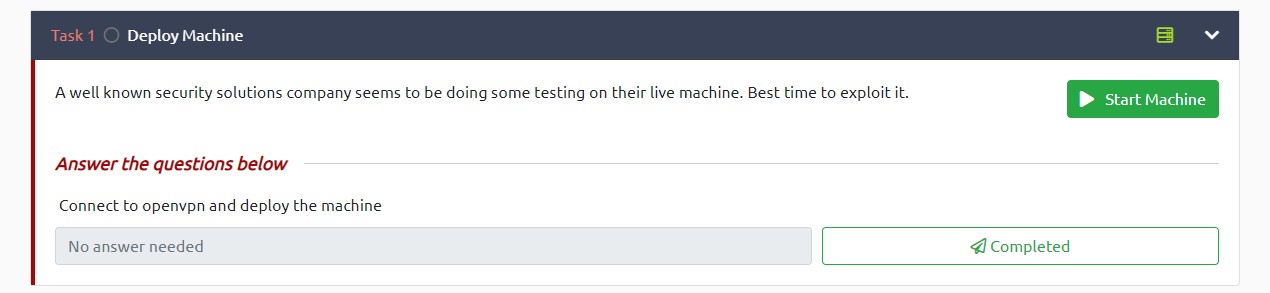 Task 1 Deploy Machine
A well known security solutions company seems to be doing some testing on their live machine. Best time to exploit it.
Start Machine
Answer the questions below
Connect to openvpn and deploy the machine
No answer needed
Completed